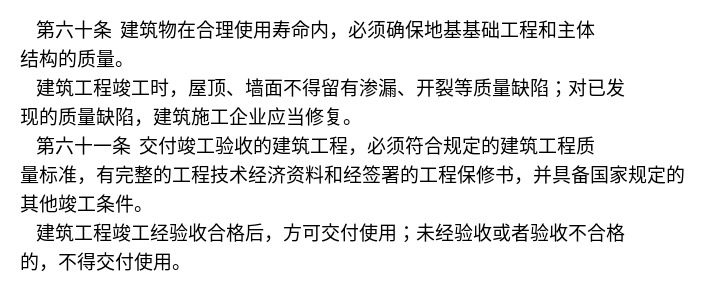 第六十条 建筑物在合理使用寿命内，必须确保地基基础工程和主体
结构的质量。
建筑工程竣工时，屋顶、墙面不得留有渗漏、开裂等质量缺陷；对已发
现的质量缺陷，建筑施工企业应当修复。
第六十一条 交付竣工验收的建筑工程，必须符合规定的建筑工程质
量标准，有完整的工程技术经济资料和经签署的工程保修书，并具备国家规定的
其他竣工条件。
建筑工程竣工经验收合格后，方可交付使用；未经验收或者验收不合格
的，不得交付使用。